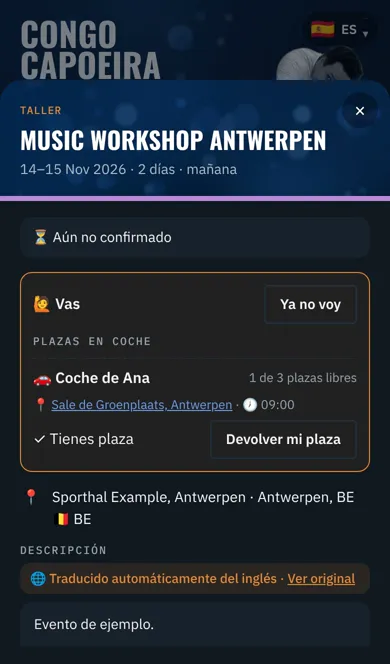 CONGO
CAPOEIRA
🇪🇸 ES ▾
TALLER
✕
MUSIC WORKSHOP ANTWERPEN
14–15 Nov 2026 · 2 días · mañana
⏳ Aún no confirmado
🙋 Vas
Ya no voy
PLAZAS EN COCHE
🚗 Coche de Ana
1 de 3 plazas libres
📍 Sale de Groenplaats, Antwerpen · 🕖 09:00
✓ Tienes plaza
Devolver mi plaza
📍 Sporthal Example, Antwerpen · Antwerpen, BE
🇧🇪 BE
DESCRIPCIÓN
🌐 Traducido automáticamente del inglés · Ver original
Evento de ejemplo.